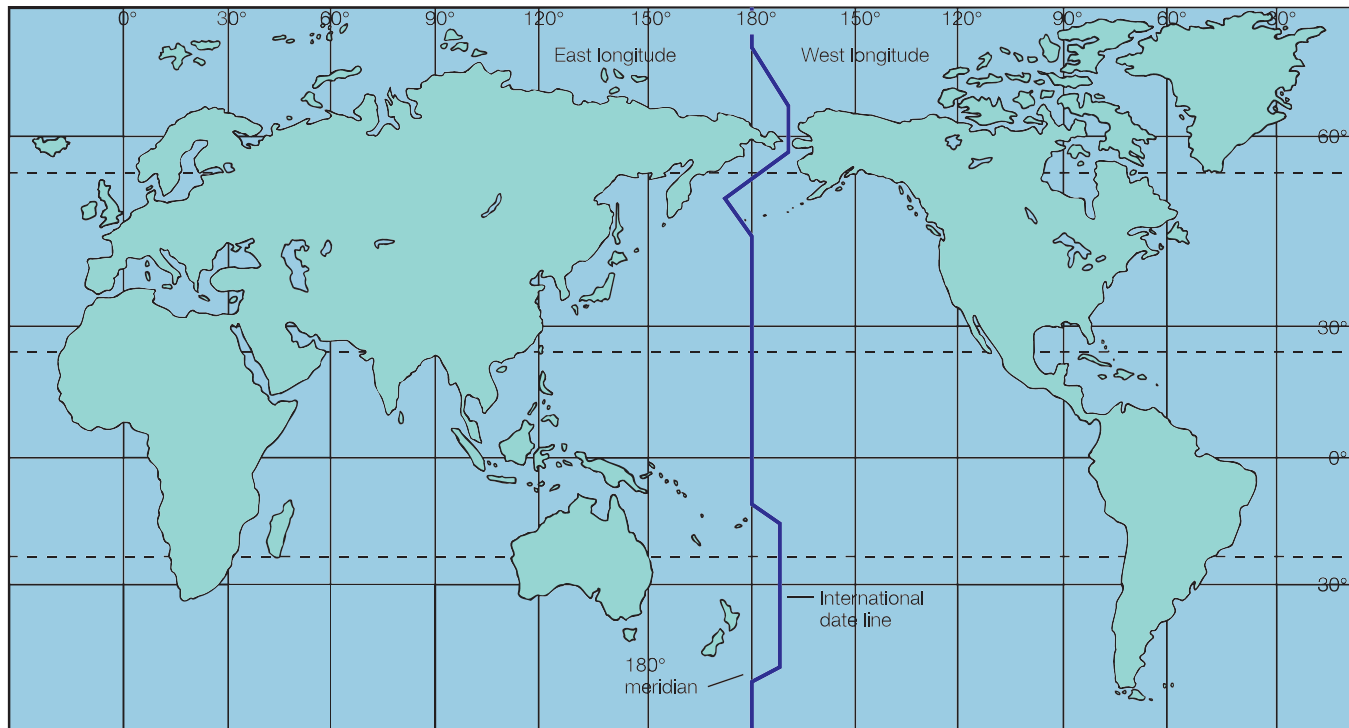 0° 30° 60° 90° 120° 150° 180° 150° 120° 90° 60° 30°
East longitude West longitude
60°
30°
0°
30°
International
date line
180°
meridian